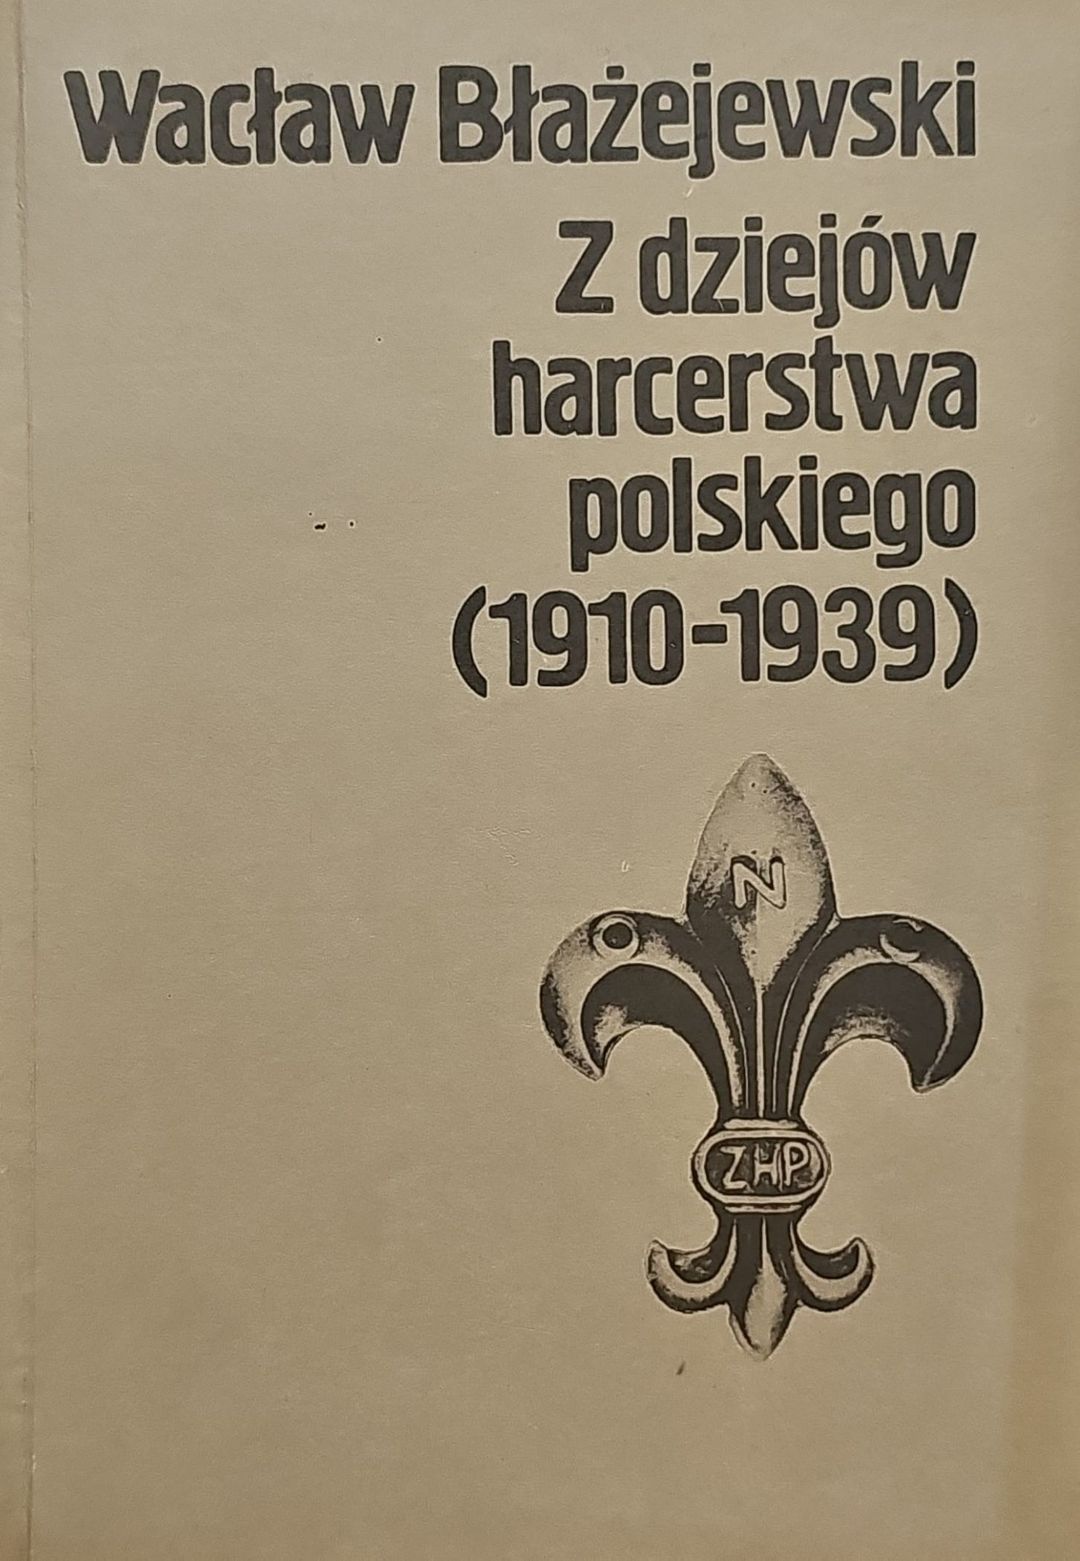 Wacław Błażejewski
Z dziejów
harcerstwa
polskiego
(1910-1939)
N
O C
ZHP